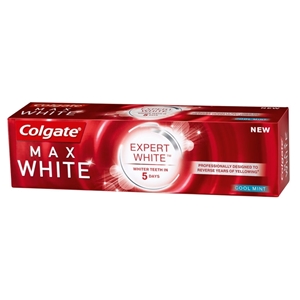 Colgate®
MAX
WHITE
EXPERT
WHITE™
WHITER TEETH IN
5 DAYS
NEW
PROFESSIONALLY DESIGNED TO
REVERSE YEARS OF YELLOWING*
COOL MINT